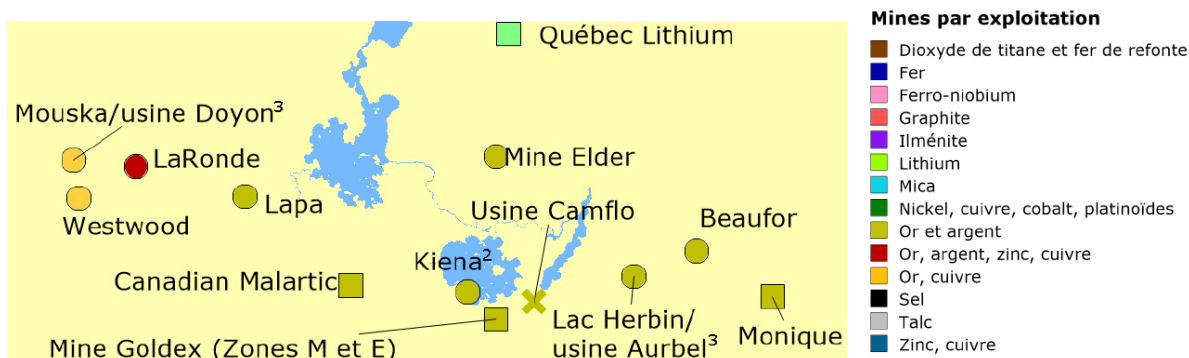 Québec Lithium
Mouska/usine Doyon³
LaRonde
Mine Elder
Lapa
Usine Camflo
Westwood
Beaufor
Kiena²
Canadian Malartic
Lac Herbin/
usine Aurbel³
Monique
Mine Goldex (Zones M et E)
Mines par exploitation
Dioxyde de titane et fer de refonte
Fer
Ferro-niobium
Graphite
Ilménite
Lithium
Mica
Nickel, cuivre, cobalt, platinoïdes
Or et argent
Or, argent, zinc, cuivre
Or, cuivre
Sel
Talc
Zinc, cuivre